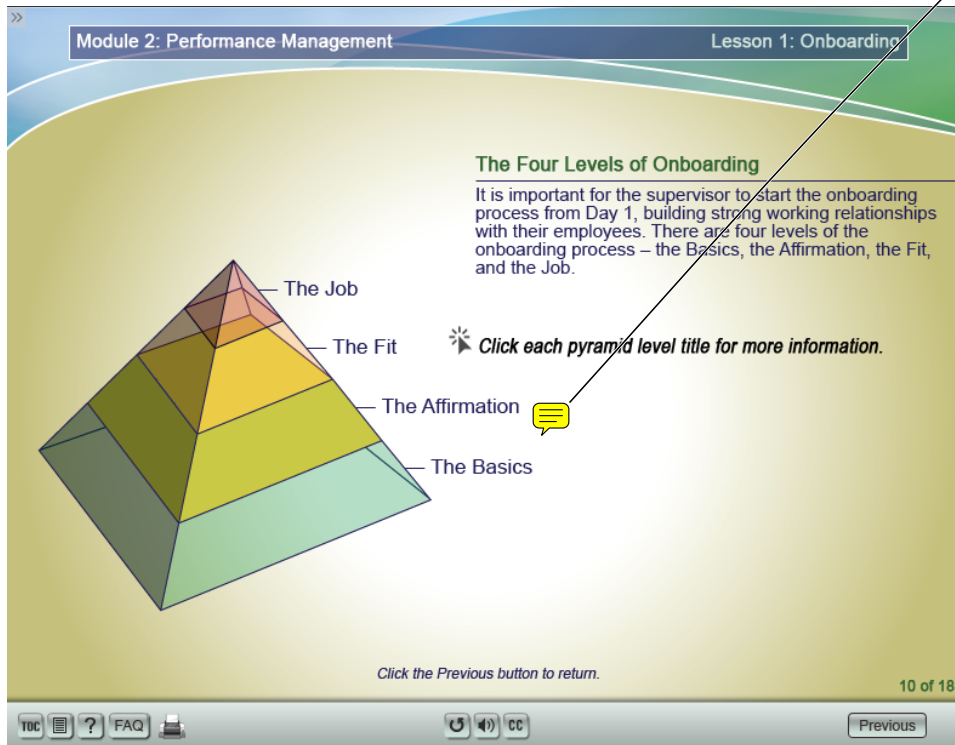 »
Module 2: Performance Management
Lesson 1: Onboarding
The Four Levels of Onboarding
It is important for the supervisor to start the onboarding
process from Day 1, building strong working relationships
with their employees. There are four levels of the
onboarding process – the Basics, the Affirmation, the Fit,
and the Job.
The Job
The Fit
Click each pyramid level title for more information.
The Affirmation
The Basics
Click the Previous button to return.
10 of 18
TOC
?
FAQ
CC
Previous